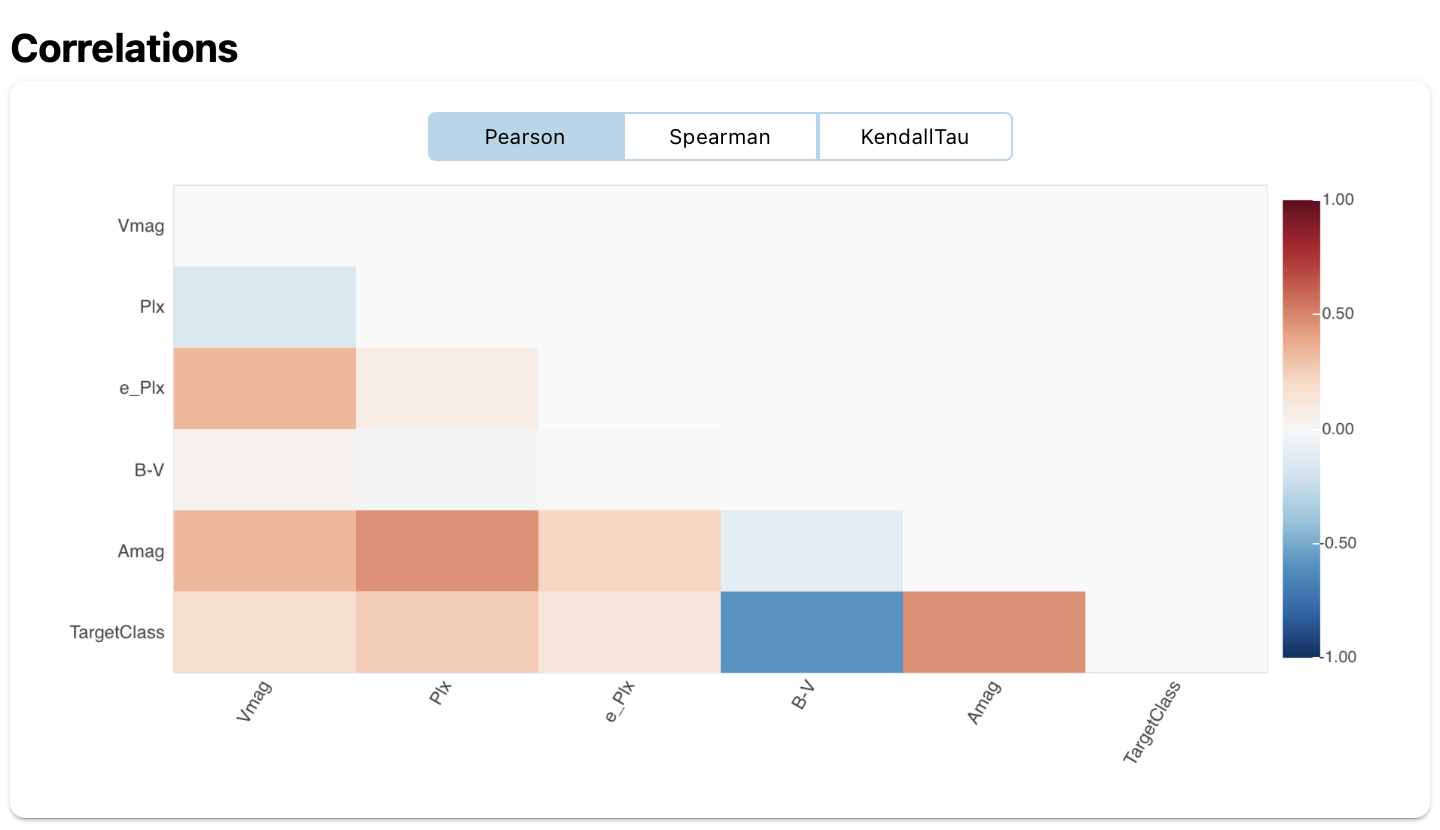 Correlations
Pearson Spearman KendallTau
Vmag
Plx
e_Plx
B-V
Amag
TargetClass
Vmag Plx e_Plx B-V Amag TargetClass
1.00
0.50
0.00
-0.50
-1.00